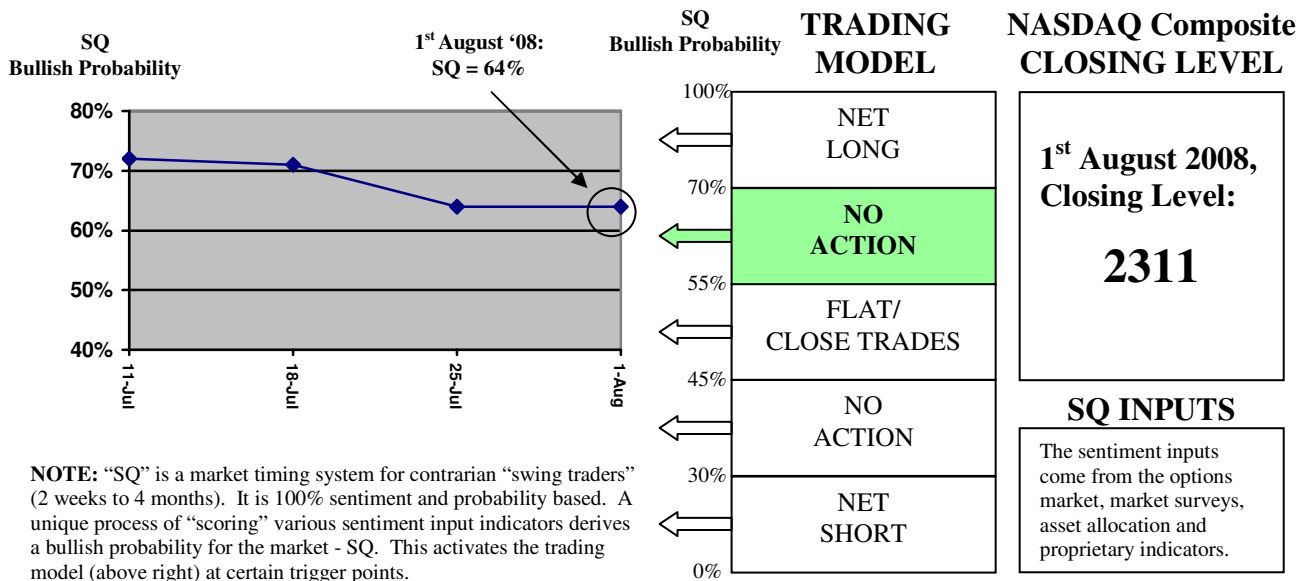 SQ
Bullish Probability
1st August ‘08:
SQ = 64%
80%
70%
60%
50%
40%
11-Jul
18-Jul
25-Jul
1-Aug
NOTE: “SQ” is a market timing system for contrarian “swing traders”
(2 weeks to 4 months). It is 100% sentiment and probability based. A
unique process of “scoring” various sentiment input indicators derives
a bullish probability for the market - SQ. This activates the trading
model (above right) at certain trigger points.
SQ
Bullish Probability
TRADING
MODEL
100%
NET
LONG
70%
NO
ACTION
55%
FLAT/
CLOSE TRADES
45%
NO
ACTION
30%
NET
SHORT
0%
NASDAQ Composite
CLOSING LEVEL
1st August 2008,
Closing Level:
2311
SQ INPUTS
The sentiment inputs
come from the options
market, market surveys,
asset allocation and
proprietary indicators.